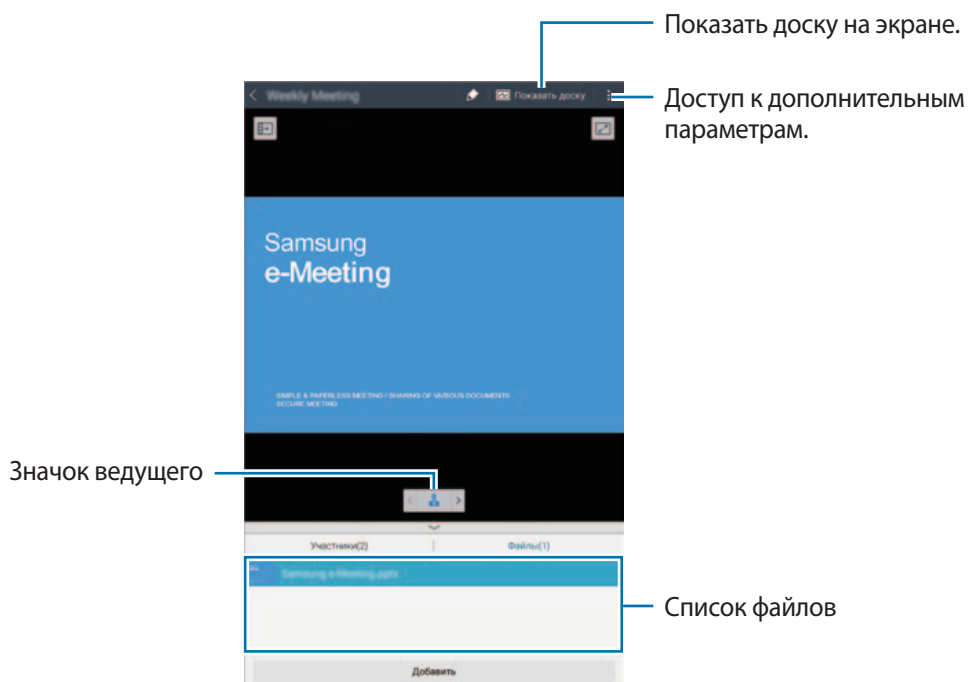 Показать доску на экране.
Weekly Meeting
Показать доску
Доступ к дополнительным
параметрам.
Samsung
e-Meeting
SIMPLE & PAPERLESS MEETING / SHARING OF VARIOUS DOCUMENTS
SECURE MEETING
Значок ведущего
Участники(2)
Файлы(1)
Samsung e-Meeting.pptx
Список файлов
Добавить